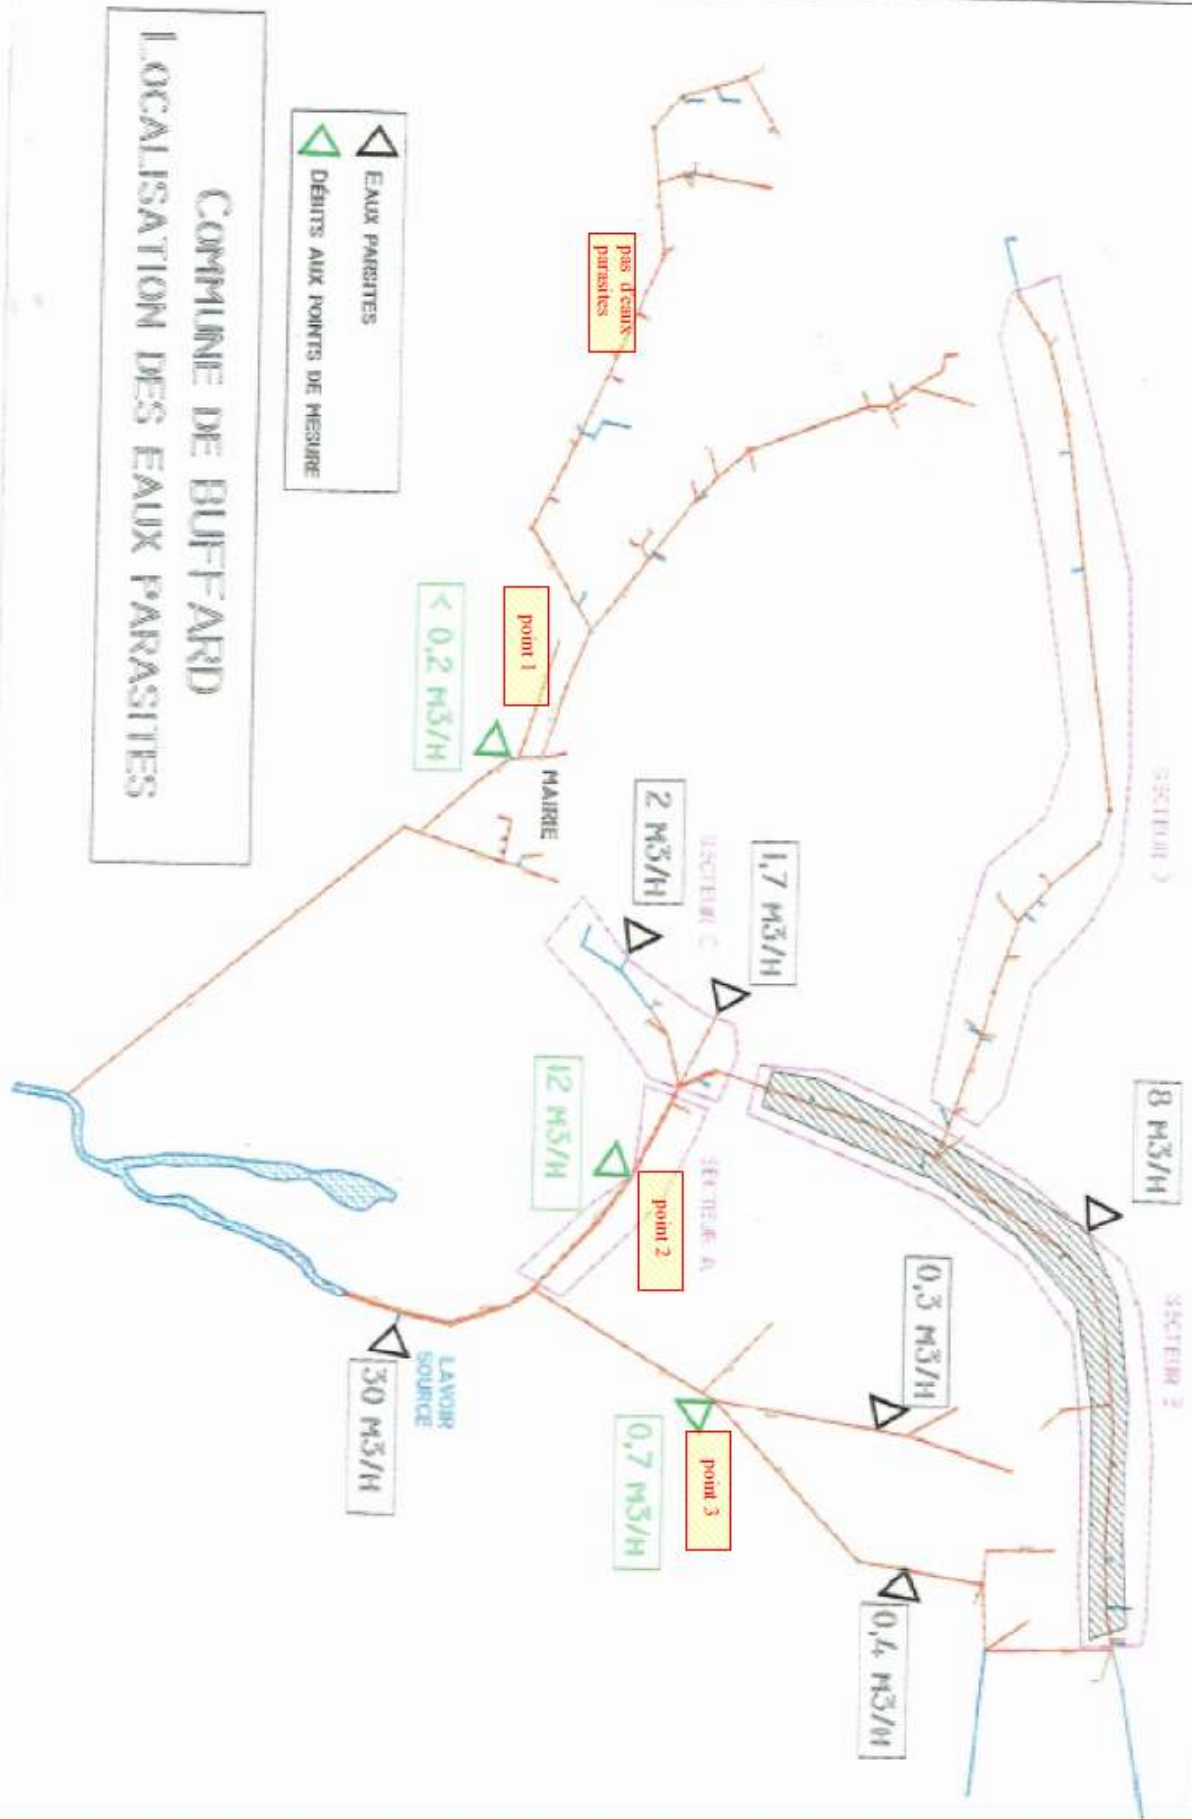 COMMUNE DE BUFFARD
LOCALISATION DES EAUX PARASITES
EAUX PARSITES
DÉBITS AUX POINTS DE MESURE
pas d'eaux
parasites
point 1
< 0,2 M3/H
MAIRIE
2 M3/H
SECTEUR C
1,7 M3/H
8 M3/H
12 M3/H
point 2
SECTEUR A
0,3 M3/H
SECTEUR
SECTEUR
LAVOIR
SOURCE
30 M3/H
point 3
0,7 M3/H
0,4 M3/H